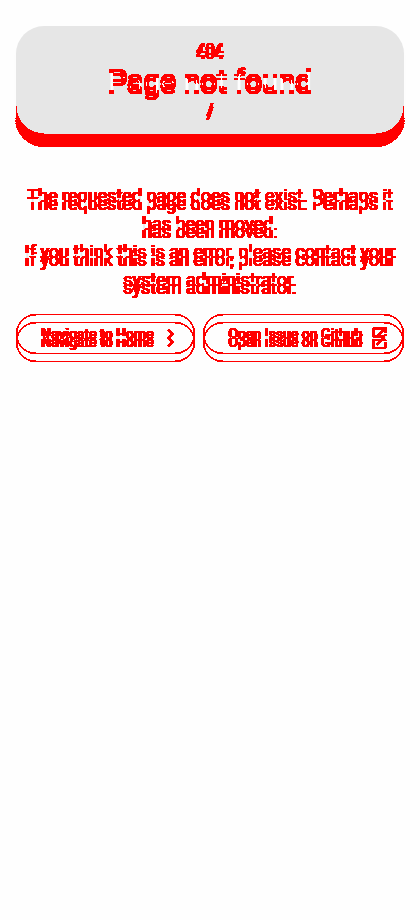 404
Page not found
/
The requested page does not exist. Perhaps it
has been moved.
If you think this is an error, please contact your
system administrator.
Navigate to Home
Open Issue on GitHub